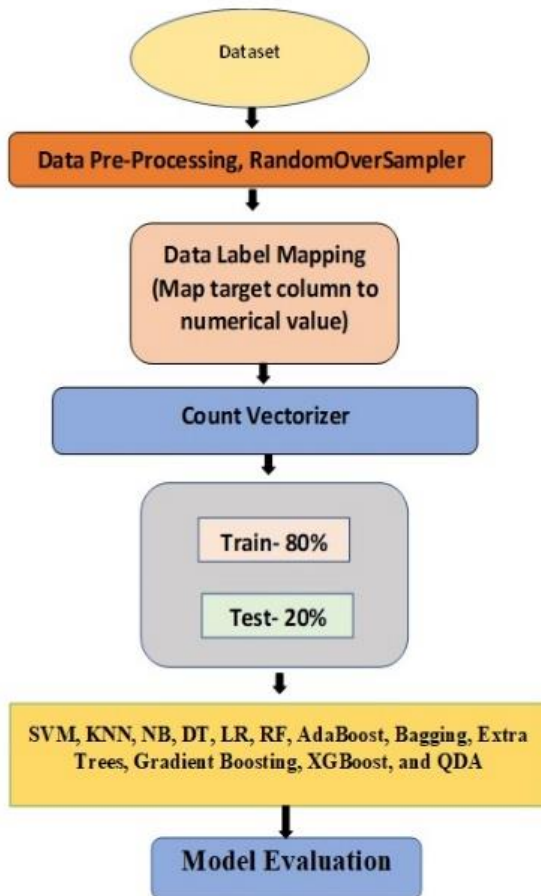 Dataset
Data Pre-Processing, RandomOverSampler
Data Label Mapping
(Map target column to
numerical value)
Count Vectorizer
Train- 80%
Test- 20%
SVM, KNN, NB, DT, LR, RF, AdaBoost, Bagging, Extra
Trees, Gradient Boosting, XGBoost, and QDA
Model Evaluation